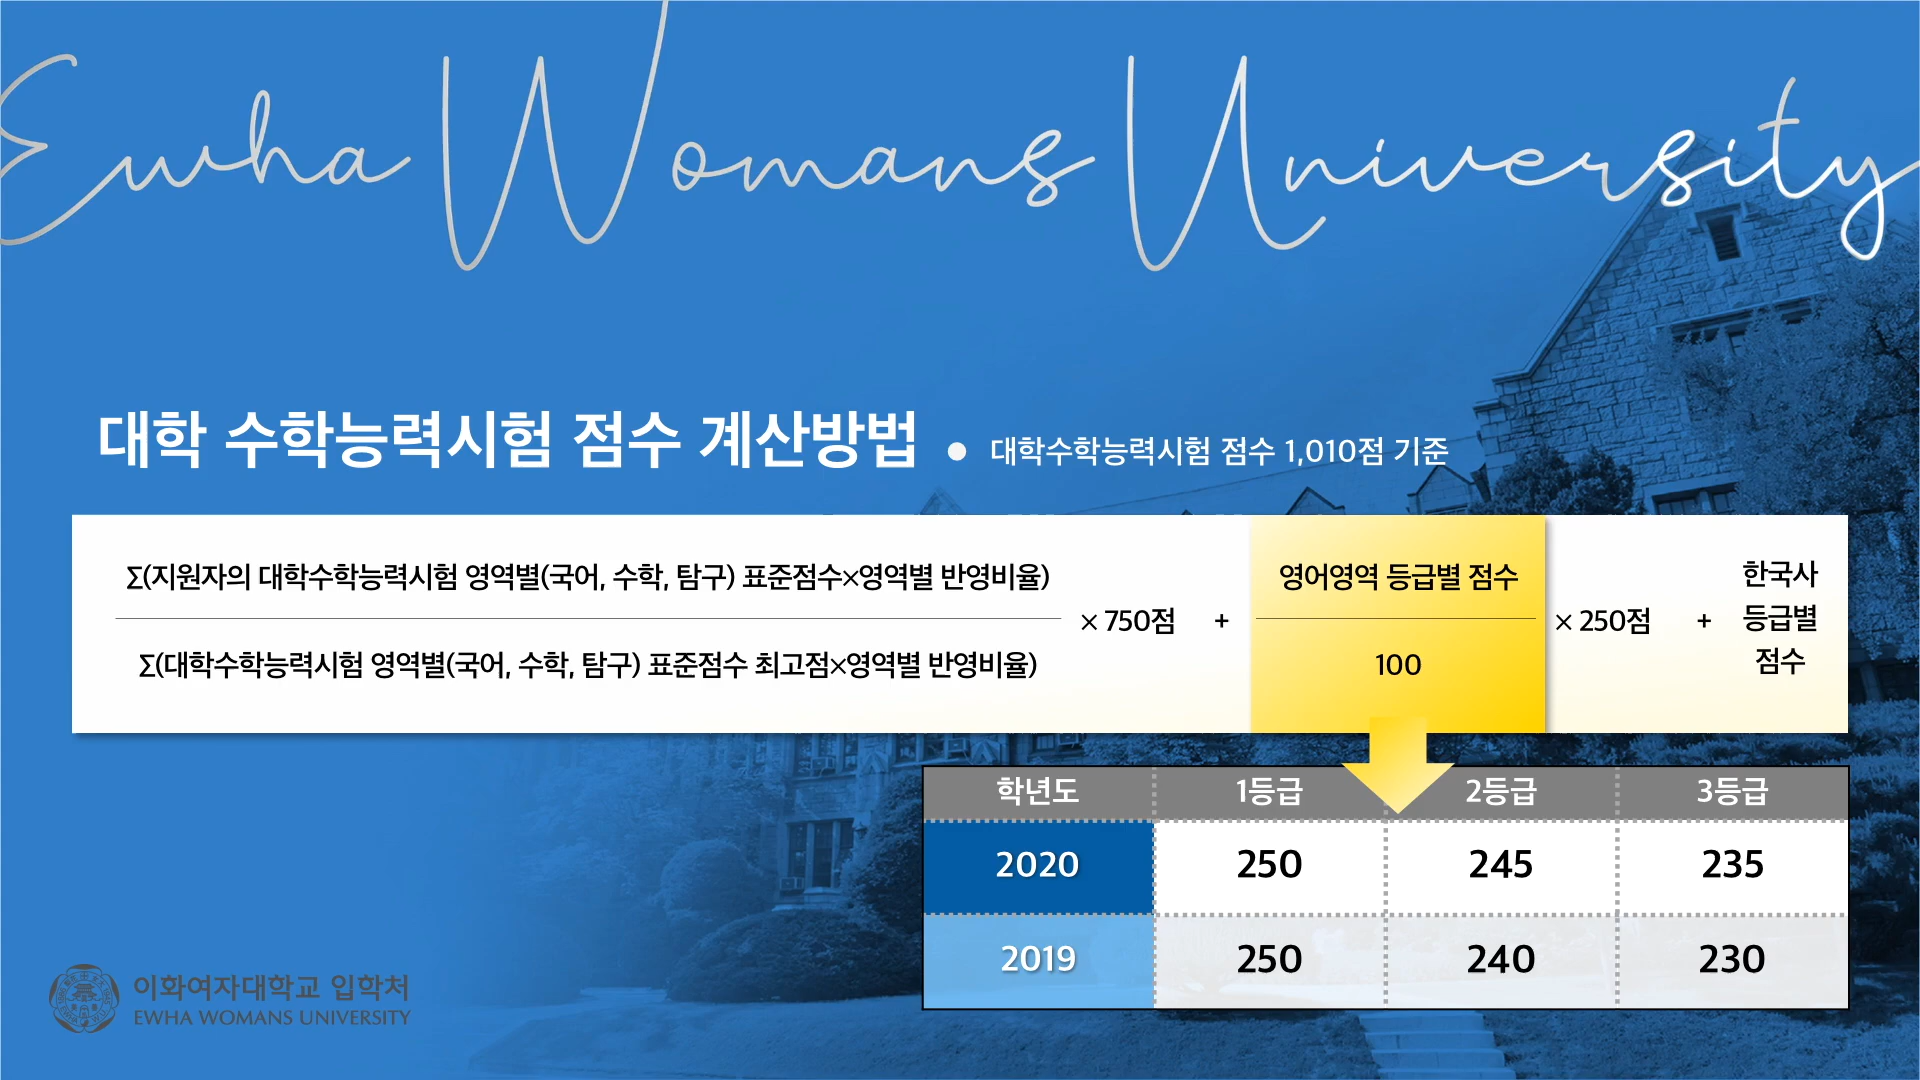 Ewha Womans University
대학 수학능력시험 점수 계산방법 ● 대학수학능력시험 점수 1,010점 기준
Σ(지원자의 대학수학능력시험 영역별(국어, 수학, 탐구) 표준점수×영역별 반영비율)
Σ(대학수학능력시험 영역별(국어, 수학, 탐구) 표준점수 최고점×영역별 반영비율)
× 750점 +
영어영역 등급별 점수
100
× 250점 +
한국사
등급별
점수
학년도 1등급 2등급 3등급
2020 250 245 235
2019 250 240 230
이화여자대학교 입학처
EWHA WOMANS UNIVERSITY